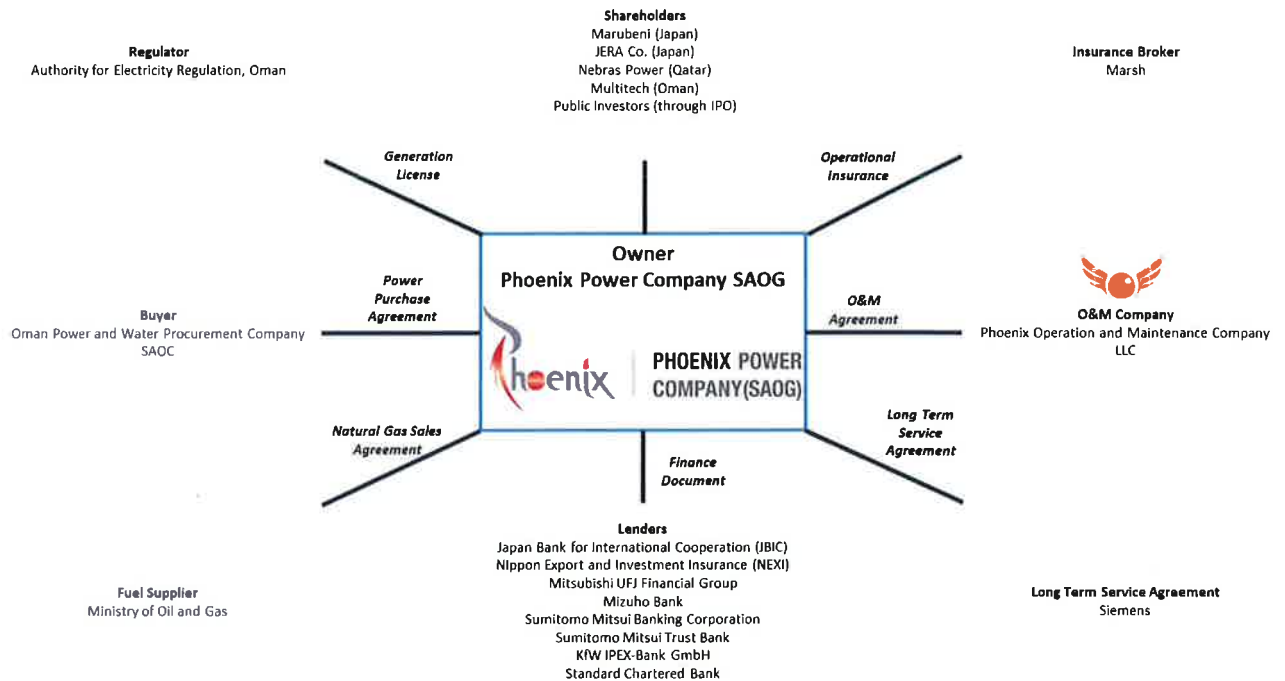 Shareholders
Marubeni (Japan)
JERA Co. (Japan)
Nebras Power (Qatar)
Multitech (Oman)
Public Investors (through IPO)
Regulator
Authority for Electricity Regulation, Oman
Insurance Broker
Marsh
Generation
License
Operational
Insurance
Owner
Phoenix Power Company SAOG
Phoenix
PHOENIX POWER
COMPANY(SAOG)
Power
Purchase
Agreement
O&M
Agreement
Buyer
Oman Power and Water Procurement Company
SAOC
O&M Company
Phoenix Operation and Maintenance Company
LLC
Natural Gas Sales
Agreement
Finance
Document
Long Term
Service
Agreement
Fuel Supplier
Ministry of Oil and Gas
Lenders
Japan Bank for International Cooperation (JBIC)
Nippon Export and Investment Insurance (NEXI)
Mitsubishi UFJ Financial Group
Mizuho Bank
Sumitomo Mitsui Banking Corporation
Sumitomo Mitsui Trust Bank
KfW IPEX-Bank GmbH
Standard Chartered Bank
Long Term Service Agreement
Siemens